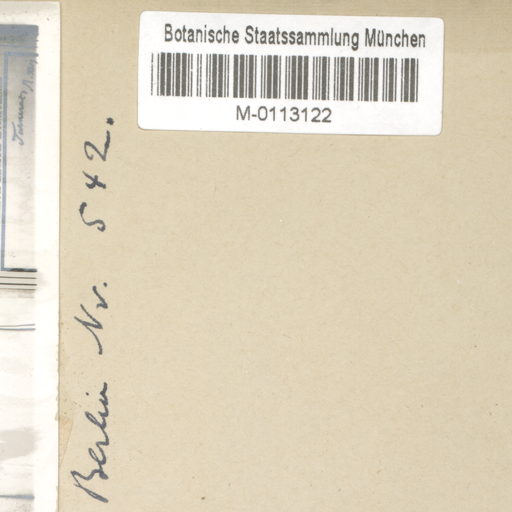 Botanische Staatssammlung München
M-0113122
Berlin Nr. 542.